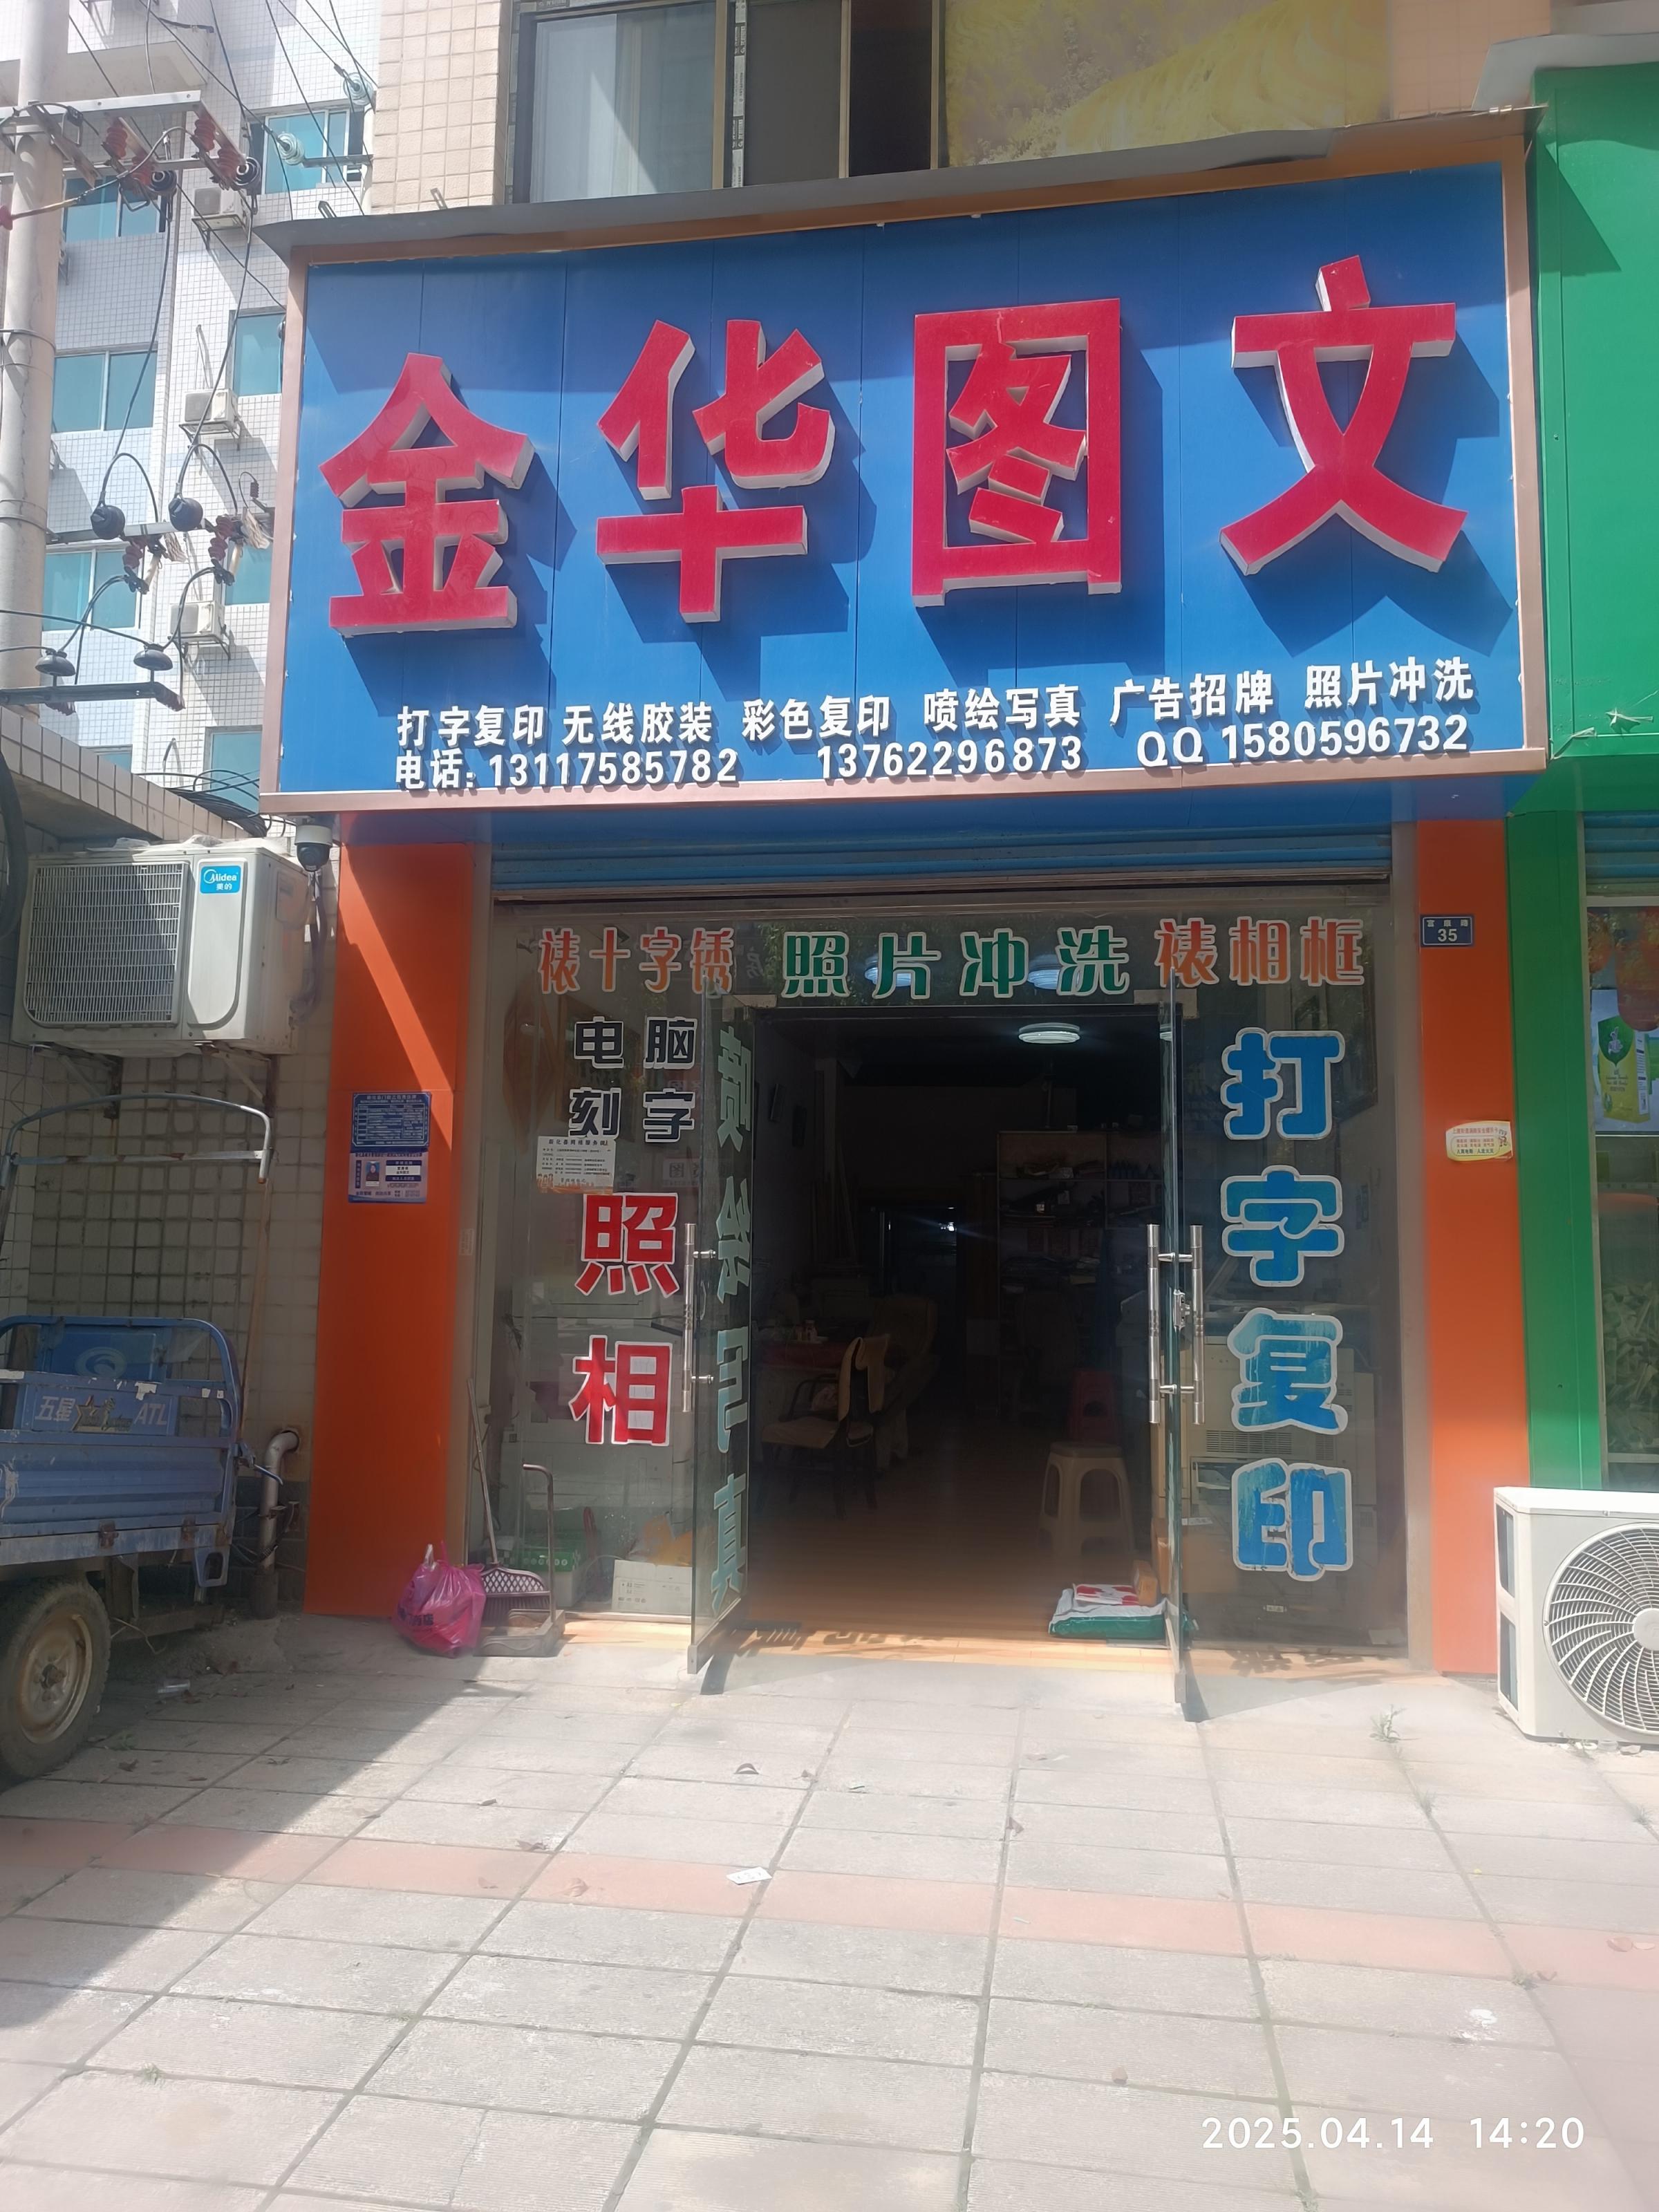 金华图文
打字复印 无线胶装 彩色复印 喷绘写真 广告招牌 照片冲洗
电话:13117585782 13762296873 QQ 1580596732
Midea
美的
裱十字锈 照片冲洗 裱相框
35
电脑
刻字
照相
喷绘写真
打字复印
五星 ATL
2025.04.14 14:20